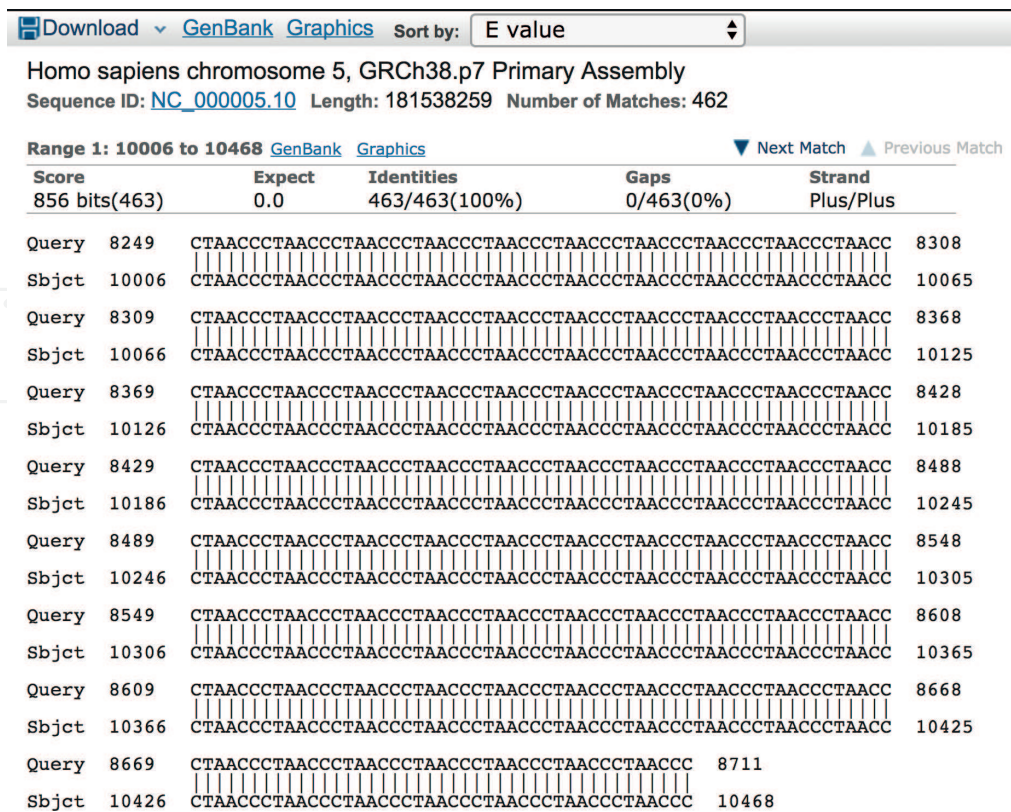 Download GenBank Graphics Sort by: E value
Homo sapiens chromosome 5, GRCh38.p7 Primary Assembly
Sequence ID: NC_000005.10 Length: 181538259 Number of Matches: 462
Range 1: 10006 to 10468 GenBank Graphics Next Match Previous Match
Score Expect Identities Gaps Strand
856 bits(463) 0.0 463/463(100%) 0/463(0%) Plus/Plus
Query 8249 CTAACCCTAACCCTAACCCTAACCCTAACCCTAACCCTAACCCTAACCCTAACCCTAACC 8308
Sbjct 10006 CTAACCCTAACCCTAACCCTAACCCTAACCCTAACCCTAACCCTAACCCTAACCCTAACC 10065
Query 8309 CTAACCCTAACCCTAACCCTAACCCTAACCCTAACCCTAACCCTAACCCTAACCCTAACC 8368
Sbjct 10066 CTAACCCTAACCCTAACCCTAACCCTAACCCTAACCCTAACCCTAACCCTAACCCTAACC 10125
Query 8369 CTAACCCTAACCCTAACCCTAACCCTAACCCTAACCCTAACCCTAACCCTAACCCTAACC 8428
Sbjct 10126 CTAACCCTAACCCTAACCCTAACCCTAACCCTAACCCTAACCCTAACCCTAACCCTAACC 10185
Query 8429 CTAACCCTAACCCTAACCCTAACCCTAACCCTAACCCTAACCCTAACCCTAACCCTAACC 8488
Sbjct 10186 CTAACCCTAACCCTAACCCTAACCCTAACCCTAACCCTAACCCTAACCCTAACCCTAACC 10245
Query 8489 CTAACCCTAACCCTAACCCTAACCCTAACCCTAACCCTAACCCTAACCCTAACCCTAACC 8548
Sbjct 10246 CTAACCCTAACCCTAACCCTAACCCTAACCCTAACCCTAACCCTAACCCTAACCCTAACC 10305
Query 8549 CTAACCCTAACCCTAACCCTAACCCTAACCCTAACCCTAACCCTAACCCTAACCCTAACC 8608
Sbjct 10306 CTAACCCTAACCCTAACCCTAACCCTAACCCTAACCCTAACCCTAACCCTAACCCTAACC 10365
Query 8609 CTAACCCTAACCCTAACCCTAACCCTAACCCTAACCCTAACCCTAACCCTAACCCTAACC 8668
Sbjct 10366 CTAACCCTAACCCTAACCCTAACCCTAACCCTAACCCTAACCCTAACCCTAACCCTAACC 10425
Query 8669 CTAACCCTAACCCTAACCCTAACCCTAACCCTAACCCTAACCC 8711
Sbjct 10426 CTAACCCTAACCCTAACCCTAACCCTAACCCTAACCCTAACCC 10468